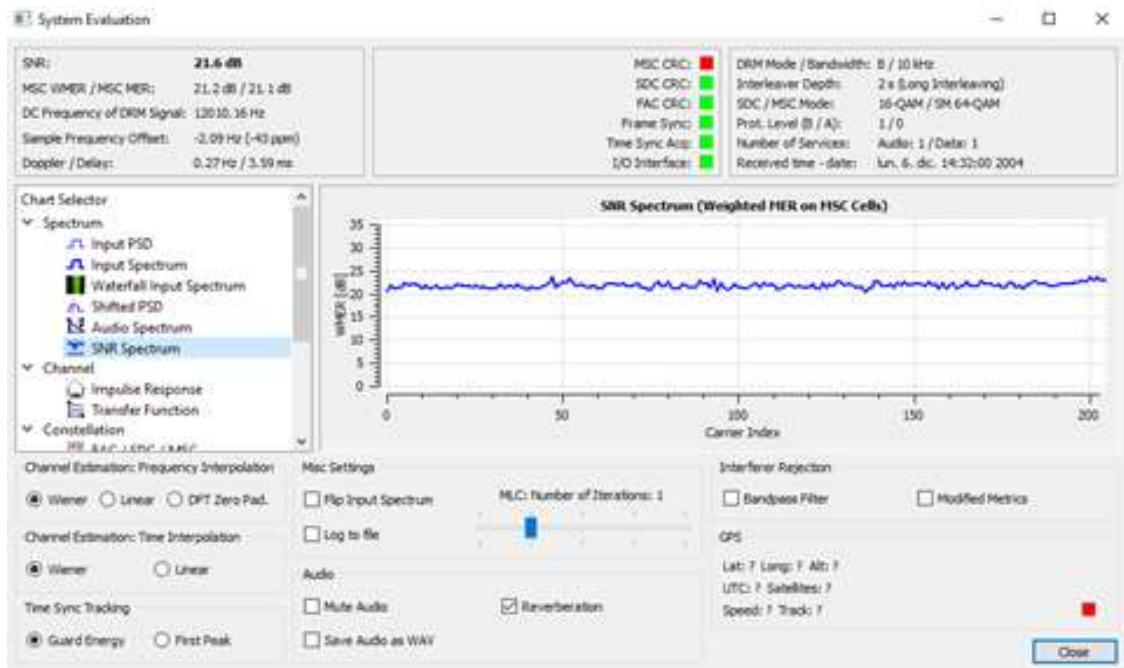 System Evaluation
SNR: 21.6 dB
MSC WMER / MSC MER: 21.2 dB / 21.1 dB
DC Frequency of DRM Signal: 12010.16 Hz
Sample Frequency Offset: -2.09 Hz (-43 ppm)
Doppler / Delay: 0.27 Hz / 3.59 ms
MSC CRC:
SDC CRC:
FAC CRC:
Frame Sync:
Time Sync Acq:
I/O Interface:
DRM Mode / Bandwidth: B / 10 kHz
Interleaver Depth: 2 s (Long Interleaving)
SDC / MSC Mode: 16-QAM / SM 64-QAM
Prot. Level (B / A): 1 / 0
Number of Services: Audio: 1 / Data: 1
Received time - date: lun. 6. dic. 14:32:00 2004
Chart Selector
Spectrum
Input PSD
Input Spectrum
Waterfall Input Spectrum
Shifted PSD
Audio Spectrum
SNR Spectrum
Channel
Impulse Response
Transfer Function
Constellation
FAC / SDC / MSC
SNR Spectrum (Weighted MER on MSC Cells)
WMER [dB]
35
30
25
20
15
10
5
0
0 50 100 150 200
Carrier Index
Channel Estimation: Frequency Interpolation
Wiener Linear DFT Zero Pad.
Channel Estimation: Time Interpolation
Wiener Linear
Time Sync Tracking
Guard Energy First Peak
Misc Settings
Flip Input Spectrum
MLC: Number of Iterations: 1
Log to file
Audio
Mute Audio Reverberation
Save Audio as WAV
Interferer Rejection
Bandpass Filter Modified Metrics
GPS
Lat: ? Long: ? Alt: ?
UTC: ? Satellites: ?
Speed: ? Track: ?
Close